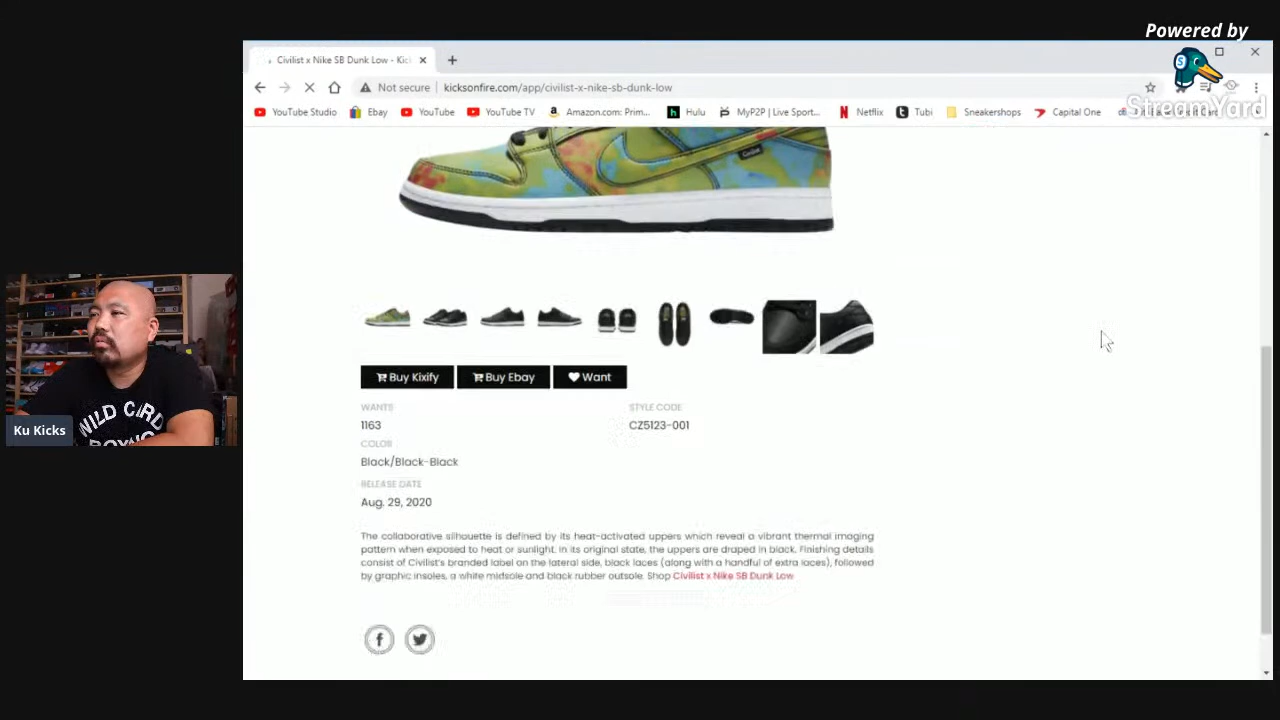 Powered by
StreamYard
Civilist x Nike SB Dunk Low - Kic
Not secure
kicksonfire.com/app/civilist-x-nike-sb-dunk-low
YouTube Studio
Ebay
YouTube
YouTube TV
Amazon.com: Prim...
Hulu
MyP2P | Live Sport...
Netflix
Tubi
Sneakershops
Capital One
Buy Kixify
Buy Ebay
Want
WANTS
STYLE CODE
1163
CZ5123-001
COLOR
Black/Black-Black
RELEASE DATE
Aug. 29, 2020
The collaborative silhouette is defined by its heat-activated uppers which reveal a vibrant thermal imaging
pattern when exposed to heat or sunlight. In its original state, the uppers are draped in black. Finishing details
consist of Civilist's branded label on the lateral side, black laces (along with a handful of extra laces), followed
by graphic insoles, a white midsole and black rubber outsole. Shop Civilist x Nike SB Dunk Low
WILD CARD
Ku Kicks